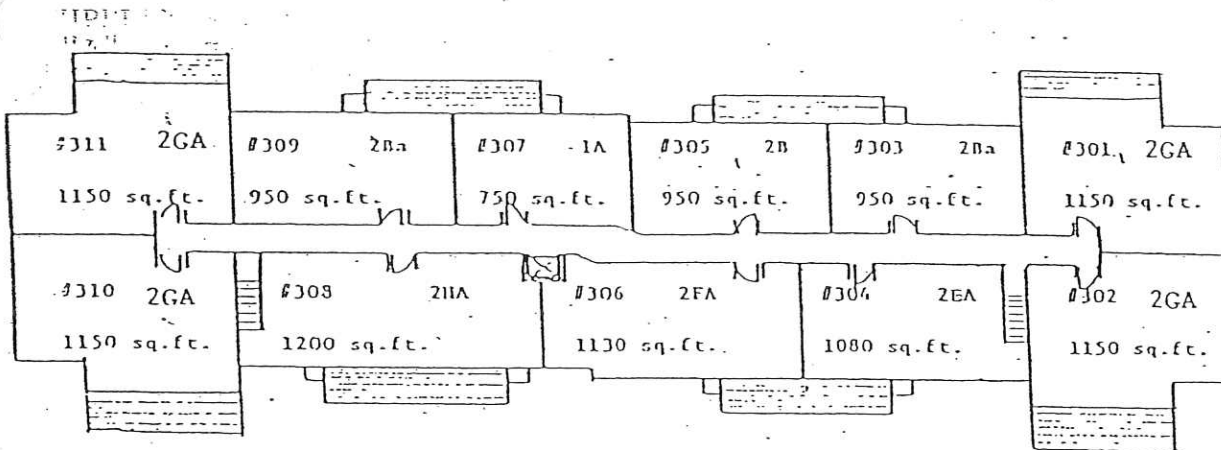 #311 2GA
1150 sq.ft.
#309 2Ba
950 sq.ft.
#307 1A
750 sq.ft.
#305 2B
950 sq.ft.
#303 2Ba
950 sq.ft.
#301 2GA
1150 sq.ft.
#310 2GA
1150 sq.ft.
#308 2HA
1200 sq.ft.
#306 2FA
1130 sq.ft.
#304 2EA
1080 sq.ft.
#302 2GA
1150 sq.ft.